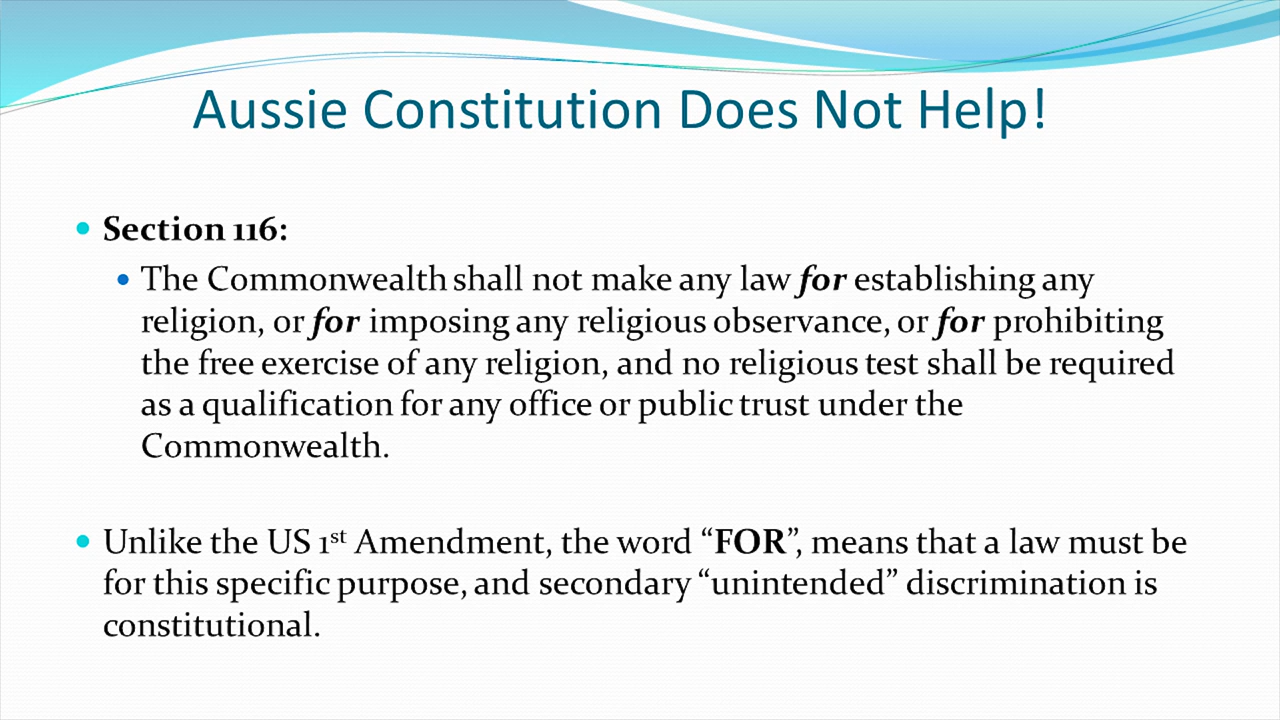 Aussie Constitution Does Not Help!
• Section 116:
• The Commonwealth shall not make any law for establishing any
religion, or for imposing any religious observance, or for prohibiting
the free exercise of any religion, and no religious test shall be required
as a qualification for any office or public trust under the
Commonwealth.
• Unlike the US 1st Amendment, the word “FOR”, means that a law must be
for this specific purpose, and secondary “unintended” discrimination is
constitutional.